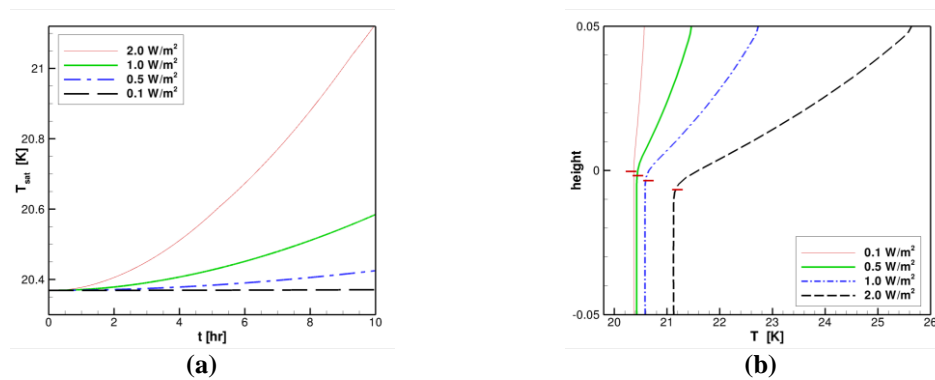 21
20.8
20.6
20.4
T_sat [K]
0 2 4 6 8 10
t [hr]
2.0 W/m²
1.0 W/m²
0.5 W/m²
0.1 W/m²
(a)
0.05
0
-0.05
height
20 21 22 23 24 25 26
T [K]
0.1 W/m²
0.5 W/m²
1.0 W/m²
2.0 W/m²
(b)